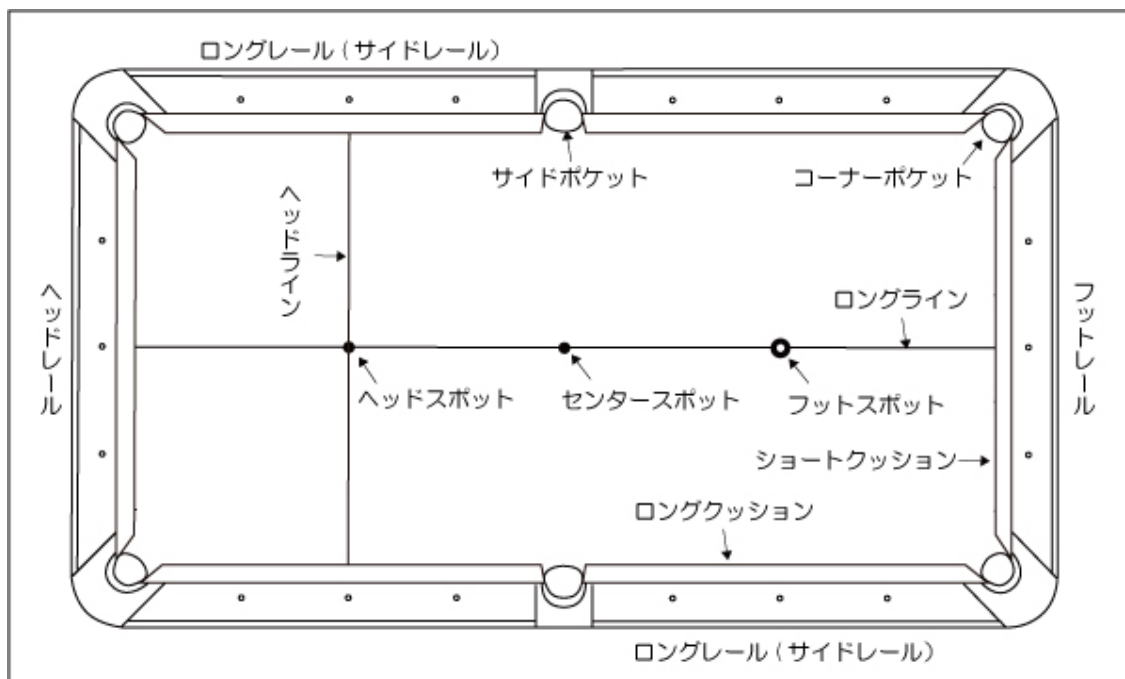 ロングレール(サイドレール)
サイドポケット
コーナーポケット
ヘッドライン
ヘッドレール
ロングライン
フットレール
ヘッドスポット
センタースポット
フットスポット
ショートクッション
ロングクッション
ロングレール(サイドレール)